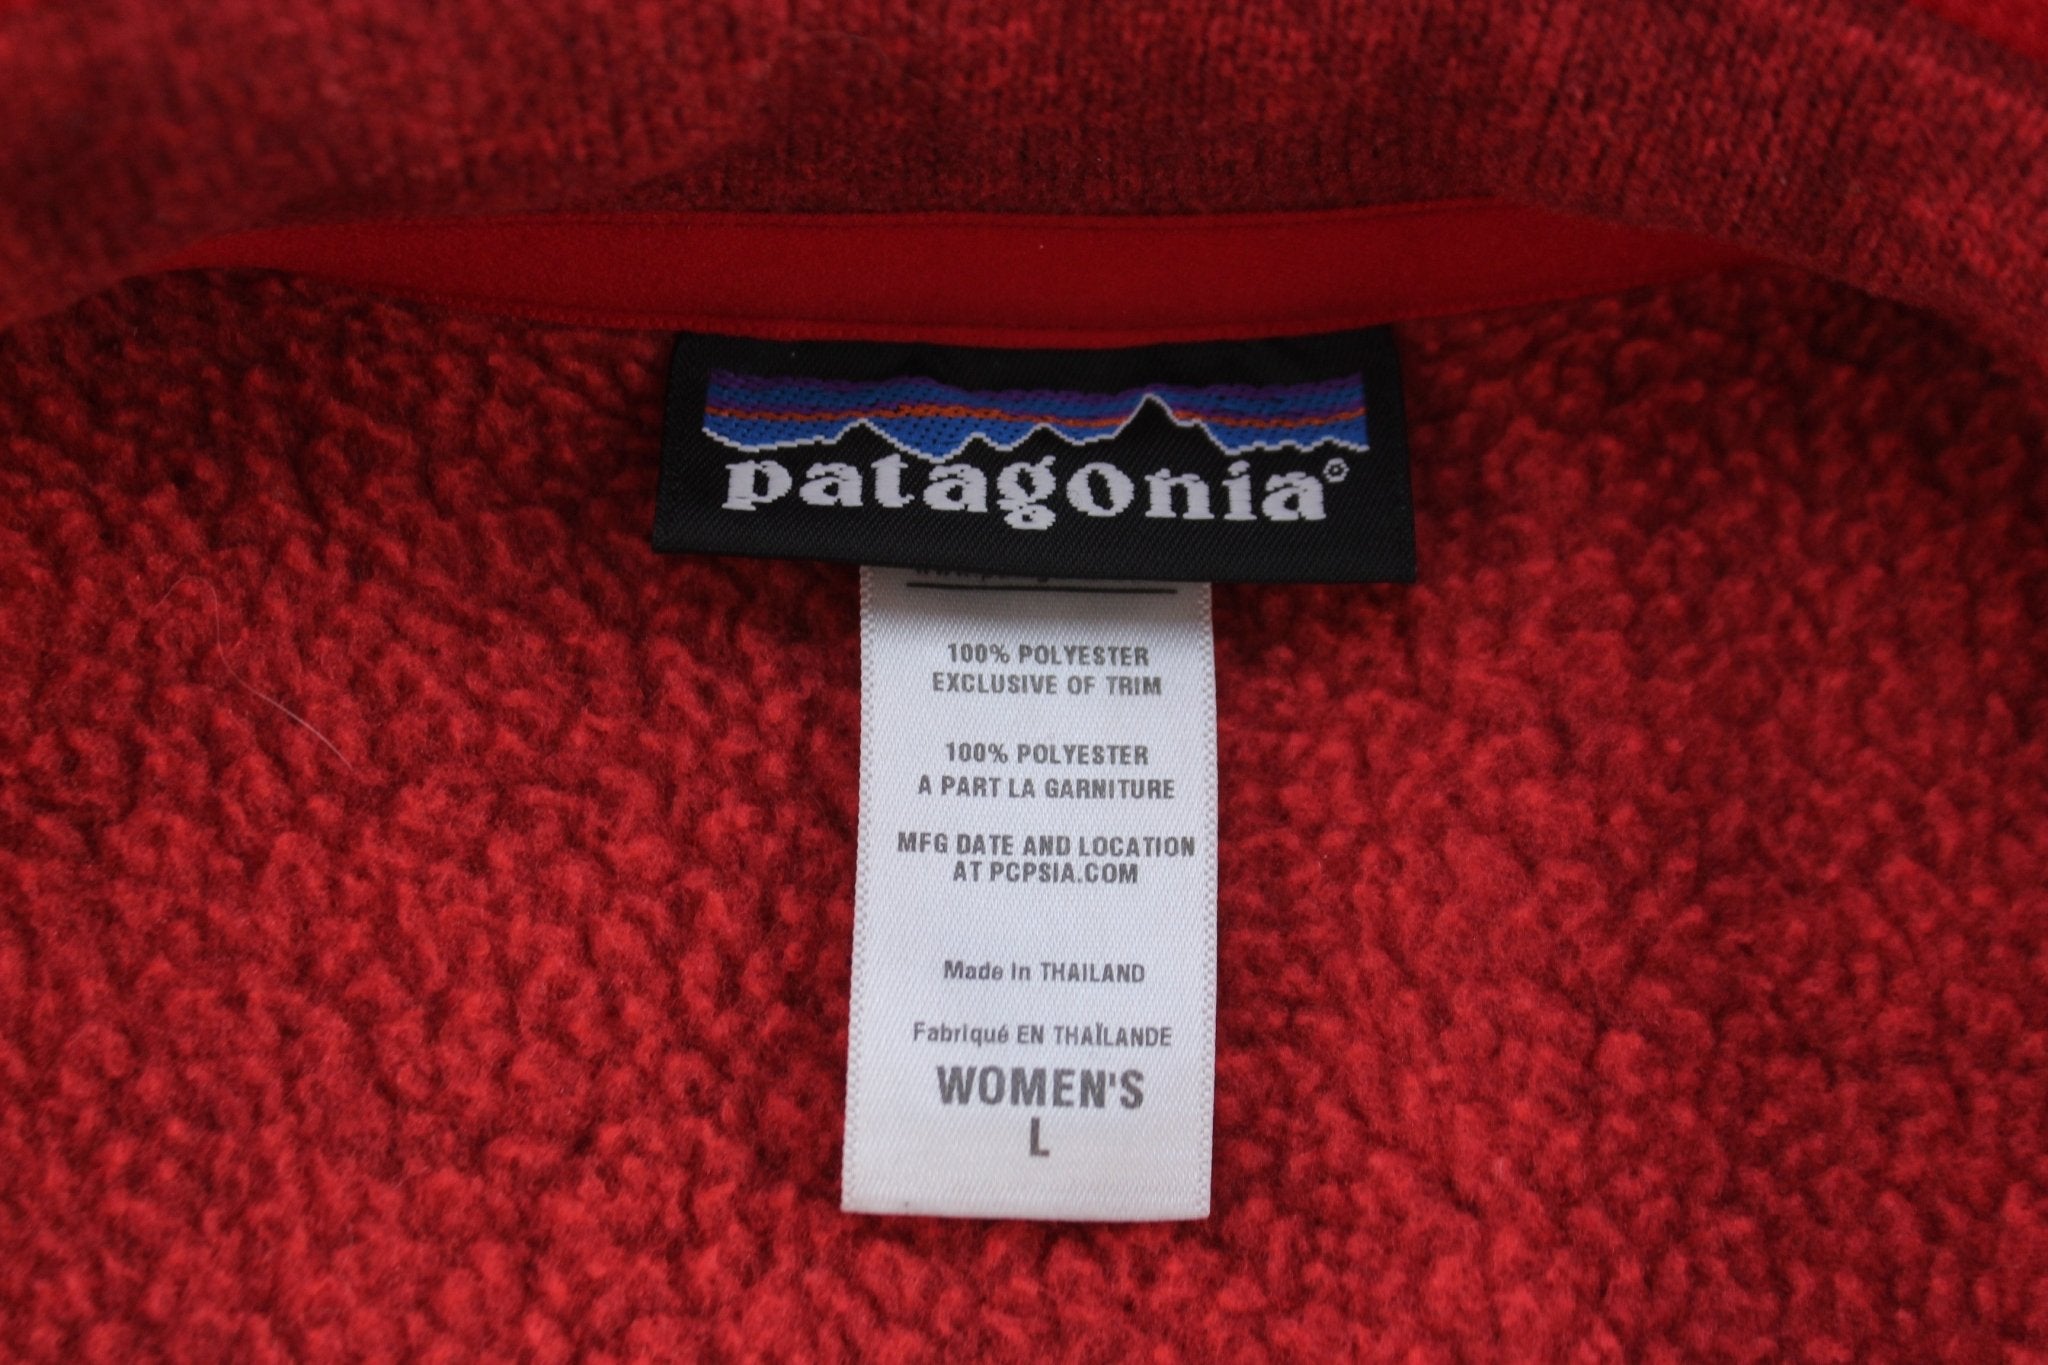 patagonia®
100% POLYESTER
EXCLUSIVE OF TRIM
100% POLYESTER
A PART LA GARNITURE
MFG DATE AND LOCATION
AT PCPSIA.COM
Made In THAILAND
Fabriqué EN THAÏLANDE
WOMEN'S
L